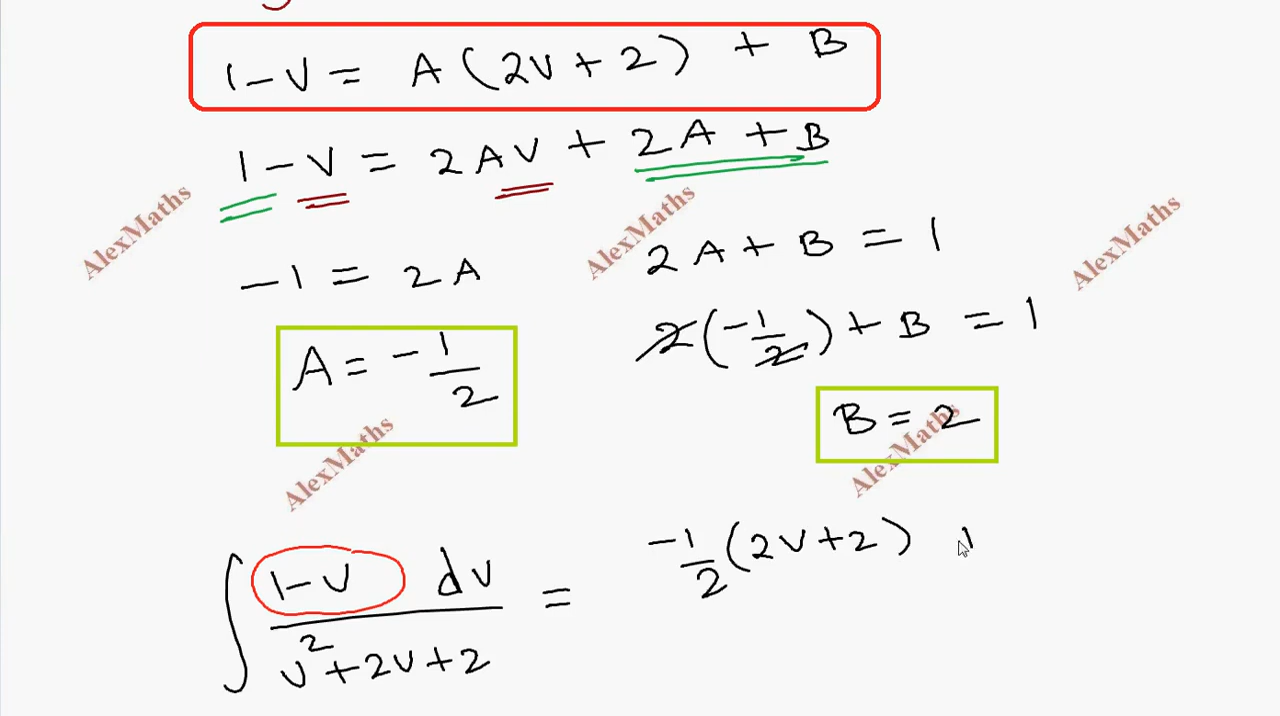 1-v = A(2v+2) + B
1-v = 2Av + 2A + B
AlexMaths
AlexMaths
AlexMaths
-1 = 2A
2A + B = 1
2(-1/2) + B = 1
A = -1/2
B = 2
AlexMaths
AlexMaths
∫ (1-v) dv / (v²+2v+2) = -1/2 (2v+2)